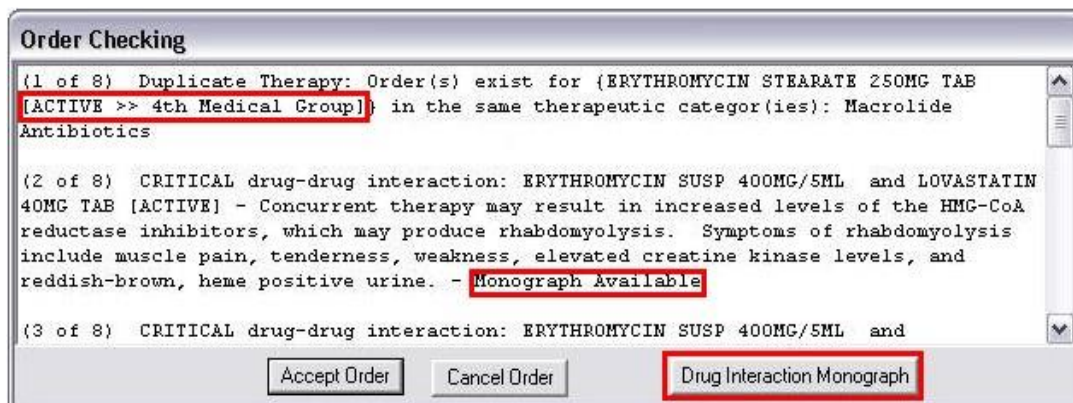 Order Checking
(1 of 8)  Duplicate Therapy: Order(s) exist for {ERYTHROMYCIN STEARATE 250MG TAB
[ACTIVE >> 4th Medical Group]} in the same therapeutic categor(ies): Macrolide
Antibiotics
(2 of 8)  CRITICAL drug-drug interaction: ERYTHROMYCIN SUSP 400MG/5ML  and LOVASTATIN
40MG TAB [ACTIVE] - Concurrent therapy may result in increased levels of the HMG-CoA
reductase inhibitors, which may produce rhabdomyolysis.  Symptoms of rhabdomyolysis
include muscle pain, tenderness, weakness, elevated creatine kinase levels, and
reddish-brown, heme positive urine. - Monograph Available
(3 of 8)  CRITICAL drug-drug interaction: ERYTHROMYCIN SUSP 400MG/5ML  and
Accept Order Cancel Order Drug Interaction Monograph